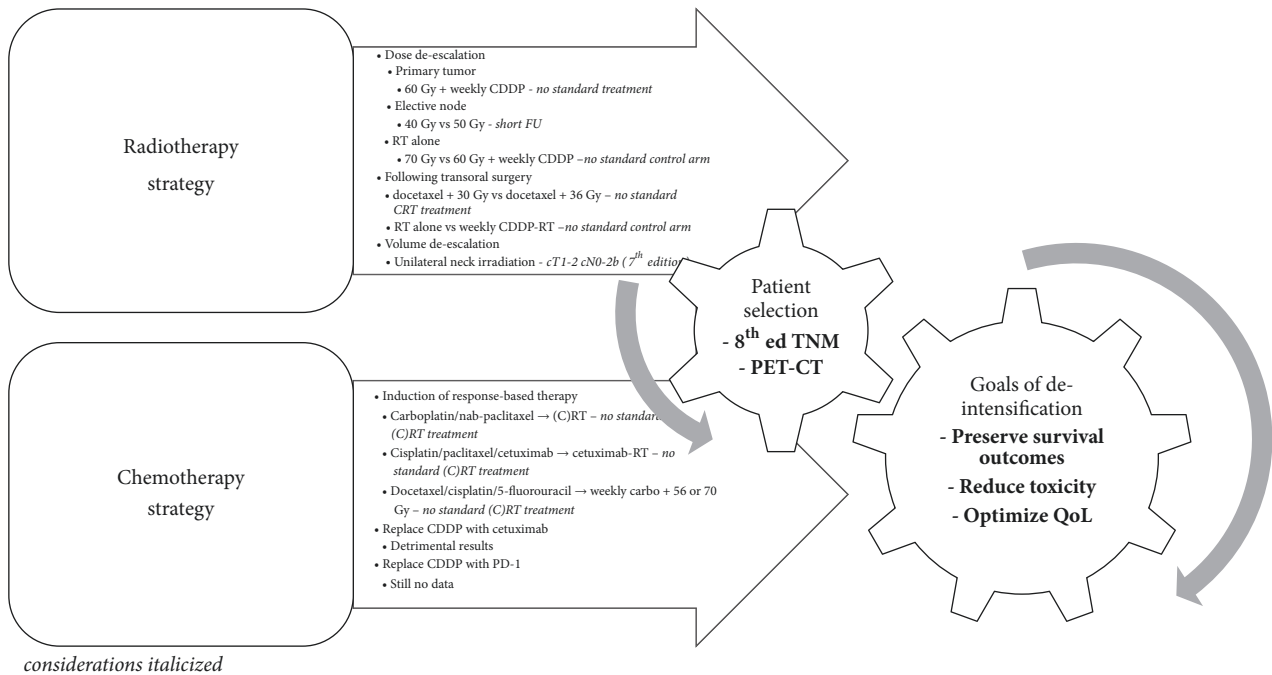 Radiotherapy
strategy
• Dose de-escalation
• Primary tumor
• 60 Gy + weekly CDDP - no standard treatment
• Elective node
• 40 Gy vs 50 Gy - short FU
• RT alone
• 70 Gy vs 60 Gy + weekly CDDP –no standard control arm
• Following transoral surgery
• docetaxel + 30 Gy vs docetaxel + 36 Gy – no standard
CRT treatment
• RT alone vs weekly CDDP-RT –no standard control arm
• Volume de-escalation
• Unilateral neck irradiation - cT1-2 cN0-2b (7th edition)
Chemotherapy
strategy
• Induction of response-based therapy
• Carboplatin/nab-paclitaxel → (C)RT – no standard
(C)RT treatment
• Cisplatin/paclitaxel/cetuximab → cetuximab-RT – no
standard (C)RT treatment
• Docetaxel/cisplatin/5-fluorouracil → weekly carbo + 56 or 70
Gy – no standard (C)RT treatment
• Replace CDDP with cetuximab
• Detrimental results
• Replace CDDP with PD-1
• Still no data
Patient
selection
- 8th ed TNM
- PET-CT
Goals of de-
intensification
- Preserve survival
outcomes
- Reduce toxicity
- Optimize QoL
considerations italicized